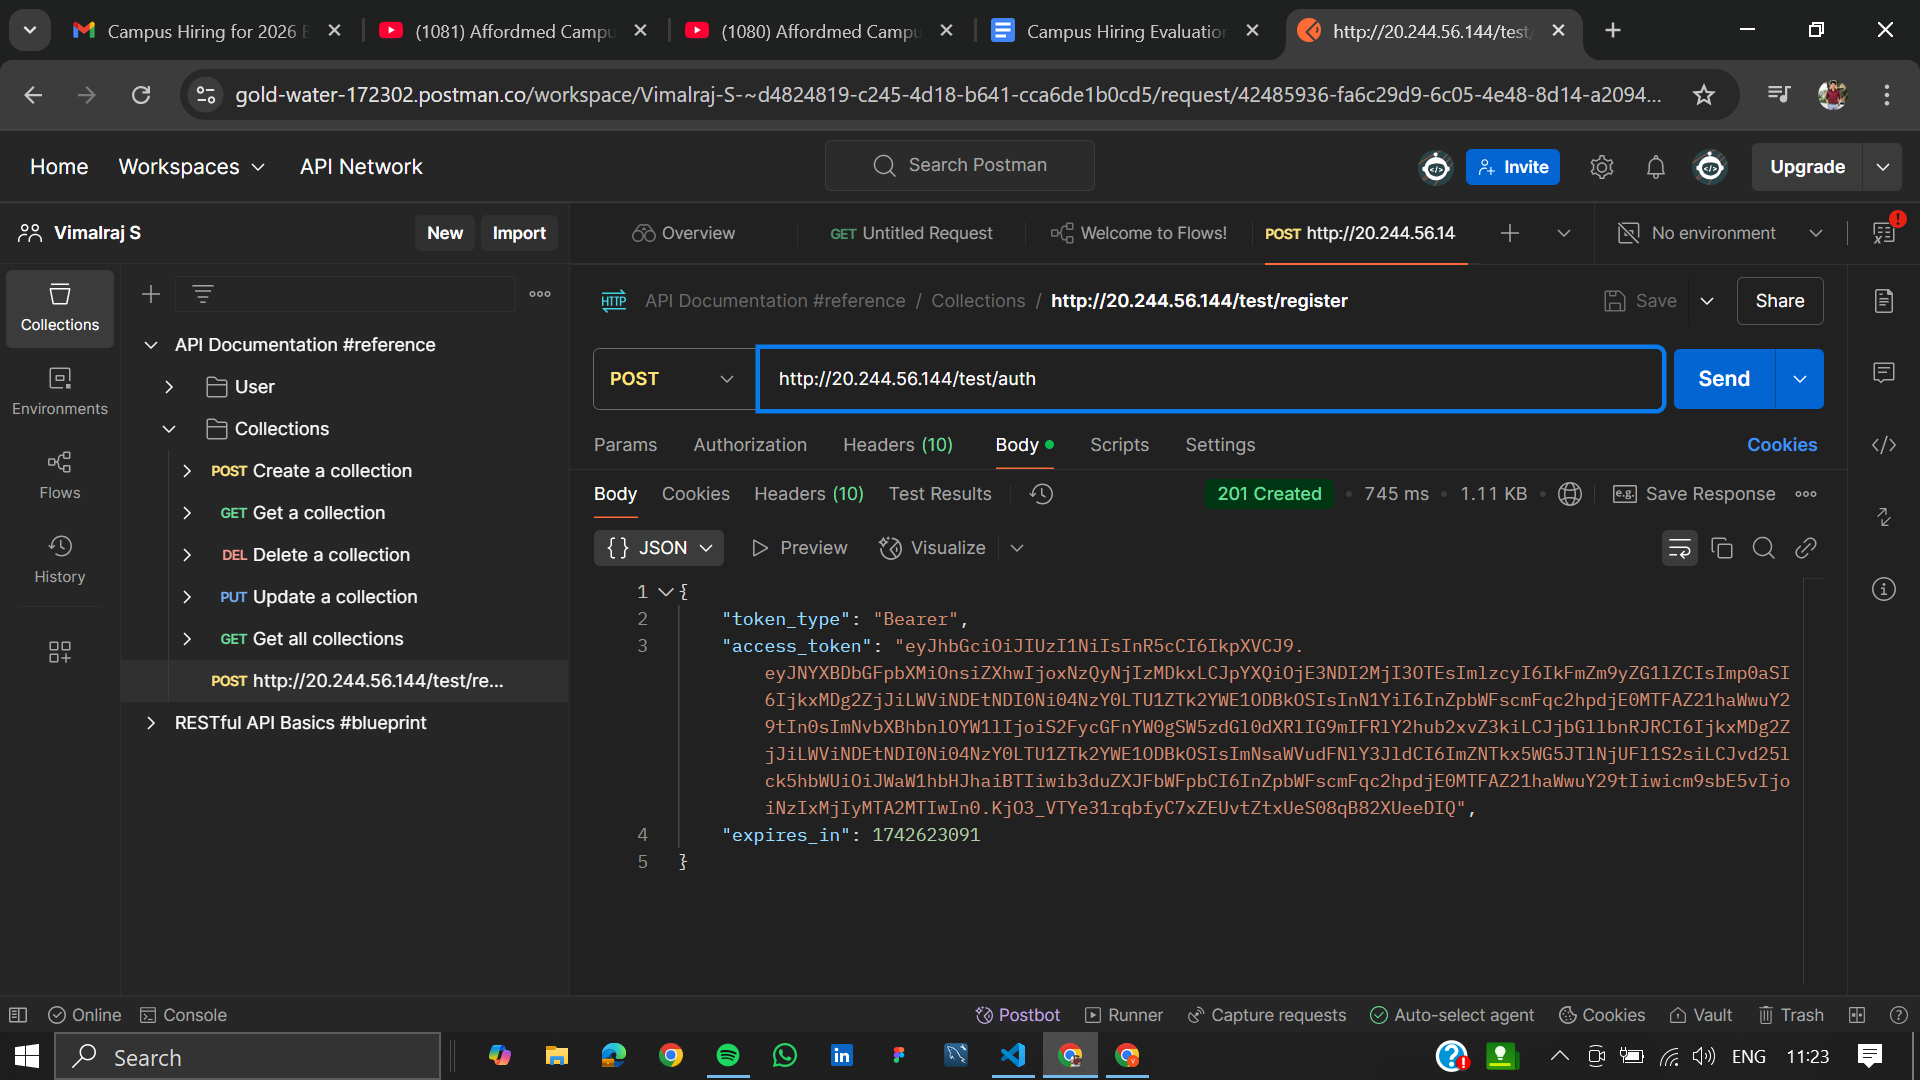 Campus Hiring for 2026 B
(1081) Affordmed Campu
(1080) Affordmed Campu
Campus Hiring Evaluation
http://20.244.56.144/test/
gold-water-172302.postman.co/workspace/Vimalraj-S-~d4824819-c245-4d18-b641-cca6de1b0cd5/request/42485936-fa6c29d9-6c05-4e48-8d14-a2094...
Home Workspaces API Network
Search Postman
Invite
Upgrade
Vimalraj S
New Import
Overview
GET Untitled Request
Welcome to Flows!
POST http://20.244.56.14
No environment
Collections
Environments
Flows
History
API Documentation #reference
User
Collections
POST Create a collection
GET Get a collection
DEL Delete a collection
PUT Update a collection
GET Get all collections
POST http://20.244.56.144/test/re...
RESTful API Basics #blueprint
HTTP API Documentation #reference / Collections / http://20.244.56.144/test/register
Save Share
POST http://20.244.56.144/test/auth Send
Params Authorization Headers (10) Body Scripts Settings Cookies
Body Cookies Headers (10) Test Results 201 Created • 745 ms • 1.11 KB • e.g. Save Response
{} JSON Preview Visualize
1 {
2 "token_type": "Bearer",
3 "access_token": "eyJhbGciOiJIUzI1NiIsInR5cCI6IkpXVCJ9.
eyJNYXBDbGFpbXMiOnsiZXhwIjoxNzQyNjIzMDkxLCJpYXQiOjE3NDI2MjI3OTEsImlzcyI6IkFmZm9yZG1lZCIsImp0aSI
6IjkxMDg2ZjJiLWViNDEtNDI0Ni04NzY0LTU1ZTk2YWE1ODBkOSIsInN1YiI6InZpbWFscmFqc2hpdjE0MTFAZ21haWwuY2
9tIn0sImNvbXBhbnlOYW1lIjoiS2FycGFnYW0gSW5zdGl0dXRlIG9mIFRlY2hub2xvZ3kiLCJjbGllbnRJRCI6IjkxMDg2Z
jJiLWViNDEtNDI0Ni04NzY0LTU1ZTk2YWE1ODBkOSIsImNsaWVudFNlY3JldCI6ImZNTkx5WG5JTlNjUFl1S2siLCJvd25l
ck5hbWUiOiJWaW1hbHJhaiBTIiwib3duZXJFbWFpbCI6InZpbWFscmFqc2hpdjE0MTFAZ21haWwuY29tIiwicm9sbE5vIjo
iNzIxMjIyMTA2MTIwIn0.KjO3_VTYe31rqbfyC7xZEUvtZtxUeS08qB82XUeeDIQ",
4 "expires_in": 1742623091
5 }
Online Console
Postbot Runner Capture requests Auto-select agent Cookies Vault Trash
Search
ENG 11:23